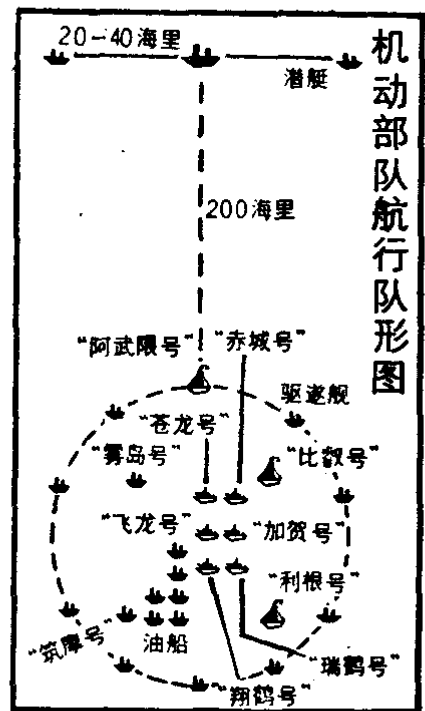 机动部队航行队形图
20-40海里
潜艇
200海里
"阿武隈号"
"赤城号"
驱逐舰
"苍龙号"
"雾岛号"
"比叡号"
"飞龙号"
"加贺号"
"利根号"
"筑摩号"
油船
"瑞鹤号"
"翔鹤号"